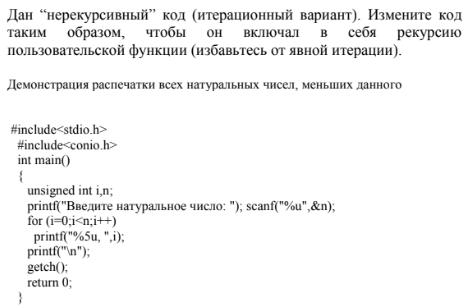 Дан “нерекурсивный” код (итерационный вариант). Измените код
таким образом, чтобы он включал в себя рекурсию
пользовательской функции (избавьтесь от явной итерации).
Демонстрация распечатки всех натуральных чисел, меньших данного
#include<stdio.h>
#include<conio.h>
int main()
{
unsigned int i,n;
printf("Введите натуральное число: "); scanf("%u",&n);
for (i=0;i<n;i++)
printf("%5u, ",i);
printf("\n");
getch();
return 0;
}